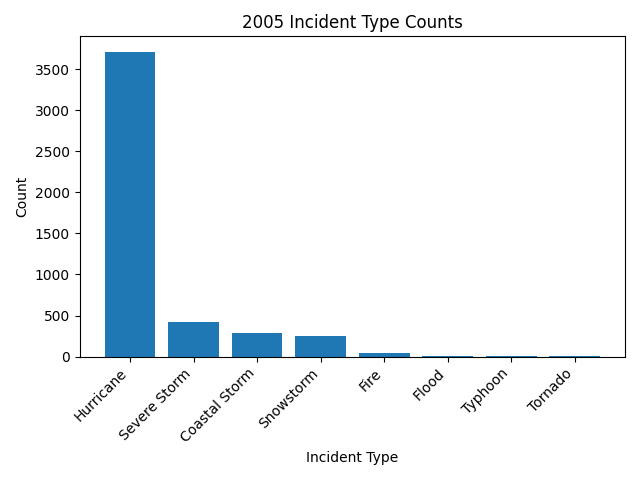 2005 Incident Type Counts
Count
3500
3000
2500
2000
1500
1000
500
0
Hurricane
Severe Storm
Coastal Storm
Snowstorm
Fire
Flood
Typhoon
Tornado
Incident Type